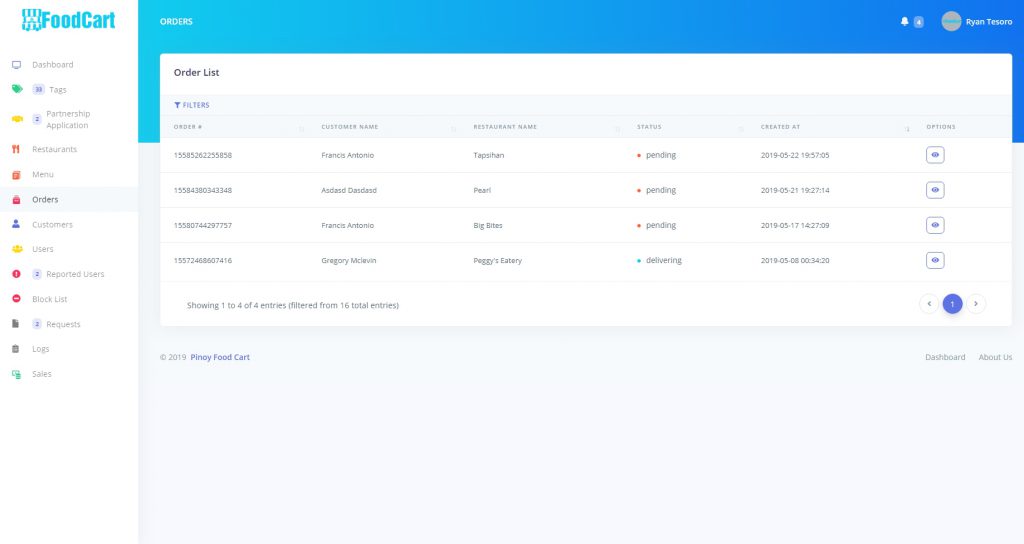 FoodCart
ORDERS
4
Ryan Tesoro
Dashboard
33 Tags
2 Partnership
Application
Restaurants
Menu
Orders
Customers
Users
2 Reported Users
Block List
2 Requests
Logs
Sales
Order List
FILTERS
ORDER # CUSTOMER NAME RESTAURANT NAME STATUS CREATED AT OPTIONS
15585262255858 Francis Antonio Tapsihan pending 2019-05-22 19:57:05
15584380343348 Asdasd Dasdasd Pearl pending 2019-05-21 19:27:14
15580744297757 Francis Antonio Big Bites pending 2019-05-17 14:27:09
15572468607416 Gregory Mclevin Peggy's Eatery delivering 2019-05-08 00:34:20
Showing 1 to 4 of 4 entries (filtered from 16 total entries)
1
© 2019 Pinoy Food Cart
Dashboard About Us